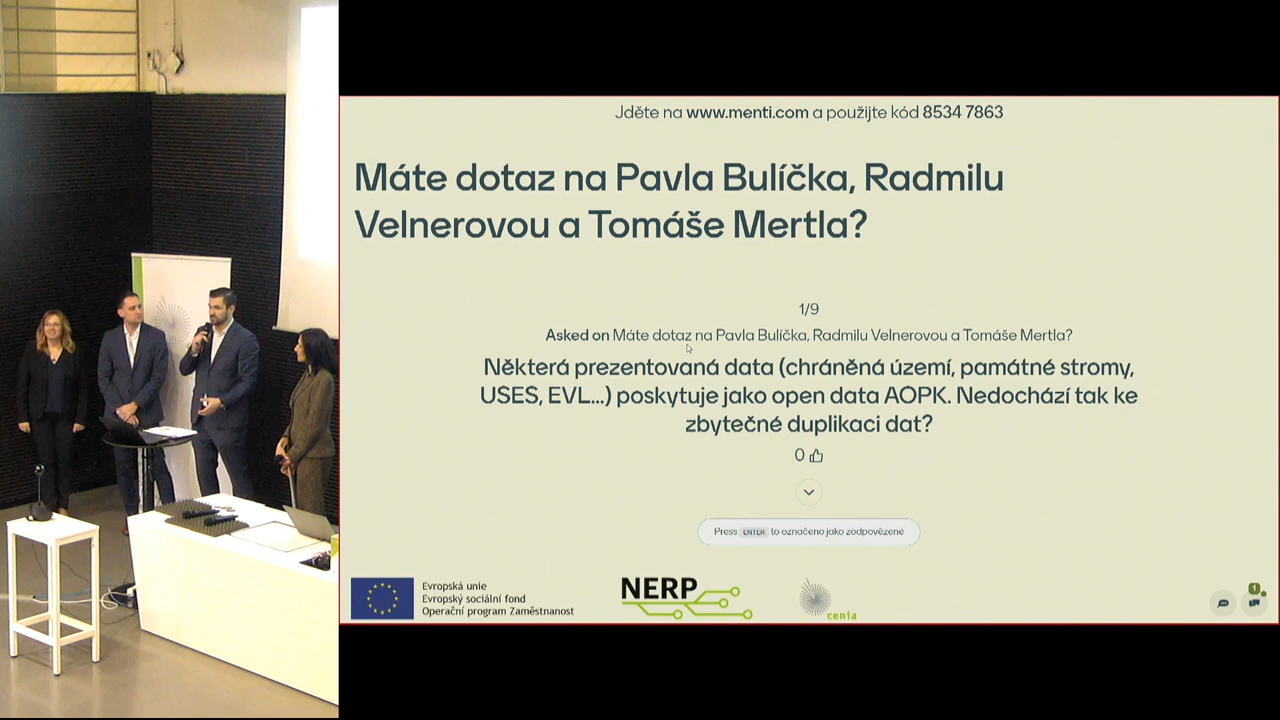 Jděte na www.menti.com a použijte kód 8534 7863
Máte dotaz na Pavla Bulíčka, Radmilu
Velnerovou a Tomáše Mertla?
1/9
Asked on Máte dotaz na Pavla Bulíčka, Radmilu Velnerovou a Tomáše Mertla?
Některá prezentovaná data (chráněná území, památné stromy,
USES, EVL...) poskytuje jako open data AOPK. Nedochází tak ke
zbytečné duplikaci dat?
0
Press ENTER to označeno jako zodpovězené
Evropská unie
Evropský sociální fond
Operační program Zaměstnanost
NERP
cenia
1